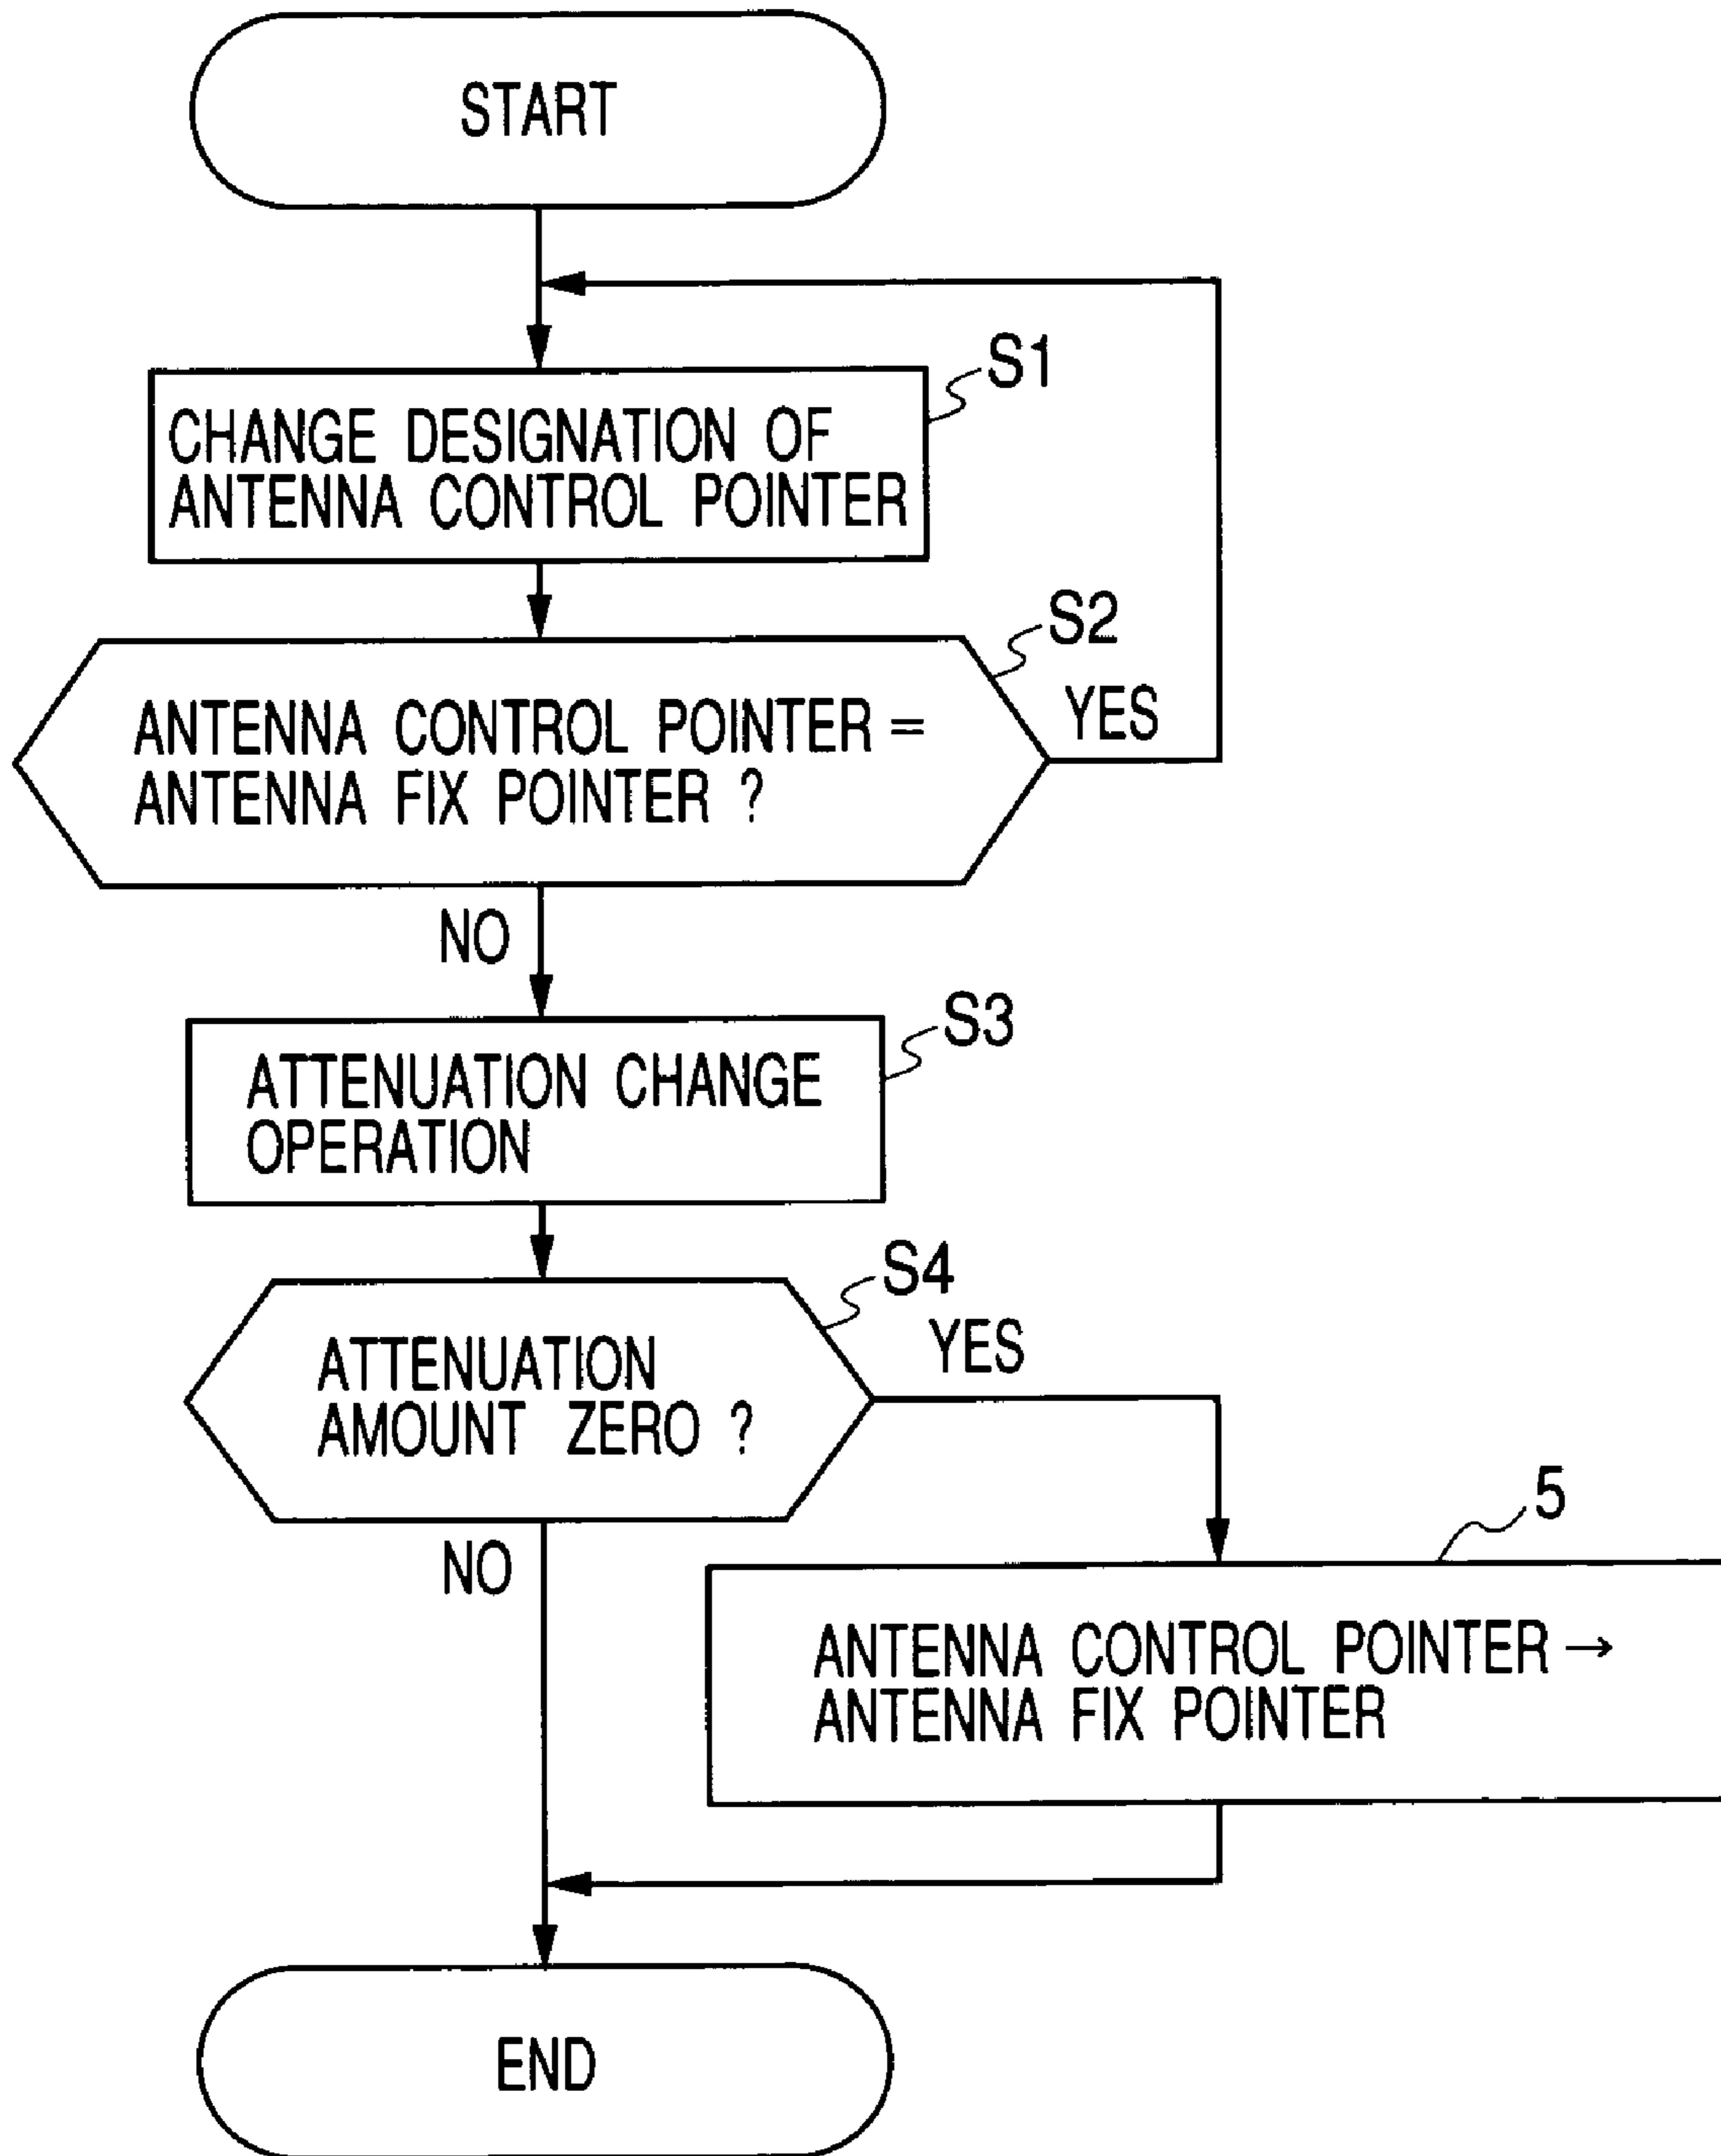 START
S1
CHANGE DESIGNATION OF
ANTENNA CONTROL POINTER
S2
ANTENNA CONTROL POINTER =
ANTENNA FIX POINTER ?
YES
NO
S3
ATTENUATION CHANGE
OPERATION
S4
ATTENUATION
AMOUNT ZERO ?
YES
NO
5
ANTENNA CONTROL POINTER →
ANTENNA FIX POINTER
END